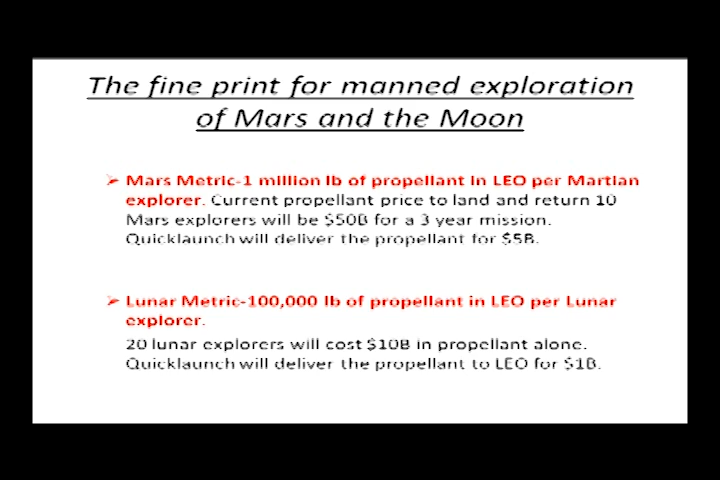 The fine print for manned exploration
of Mars and the Moon
➢ Mars Metric-1 million lb of propellant in LEO per Martian
explorer. Current propellant price to land and return 10
Mars explorers will be $50B for a 3 year mission.
Quicklaunch will deliver the propellant for $5B.
➢ Lunar Metric-100,000 lb of propellant in LEO per Lunar
explorer.
20 lunar explorers will cost $10B in propellant alone.
Quicklaunch will deliver the propellant to LEO for $1B.